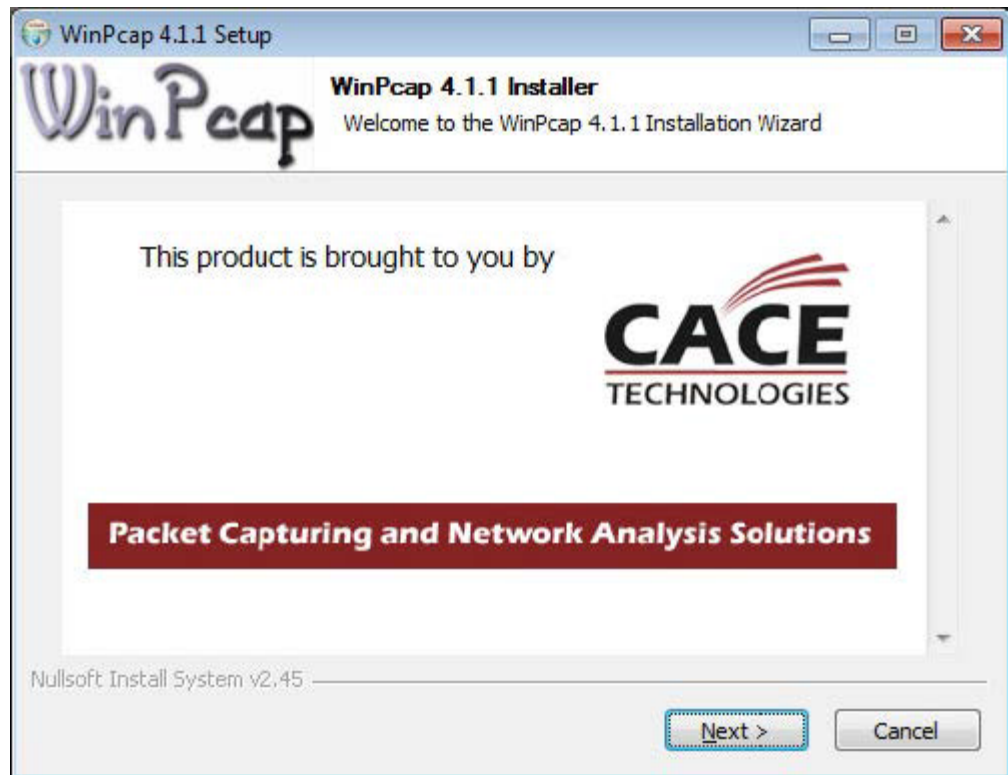 WinPcap 4.1.1 Setup
WinPcap
WinPcap 4.1.1 Installer
Welcome to the WinPcap 4.1.1 Installation Wizard
This product is brought to you by
CACE
TECHNOLOGIES
Packet Capturing and Network Analysis Solutions
Nullsoft Install System v2.45
Next >
Cancel